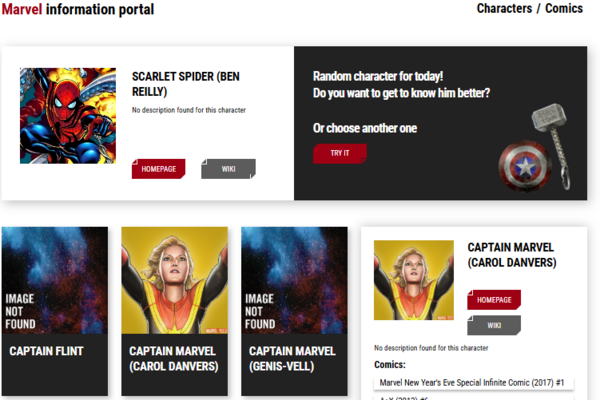 Marvel information portal
Characters / Comics
SCARLET SPIDER (BEN
REILLY)
No description found for this character
HOMEPAGE
WIKI
Random character for today!
Do you want to get to know him better?
Or choose another one
TRY IT
IMAGE
NOT
FOUND
CAPTAIN FLINT
CAPTAIN MARVEL
(CAROL DANVERS)
IMAGE
NOT
FOUND
CAPTAIN MARVEL
(GENIS-VELL)
CAPTAIN MARVEL
(CAROL DANVERS)
HOMEPAGE
WIKI
No description found for this character
Comics:
Marvel New Year's Eve Special Infinite Comic (2017) #1